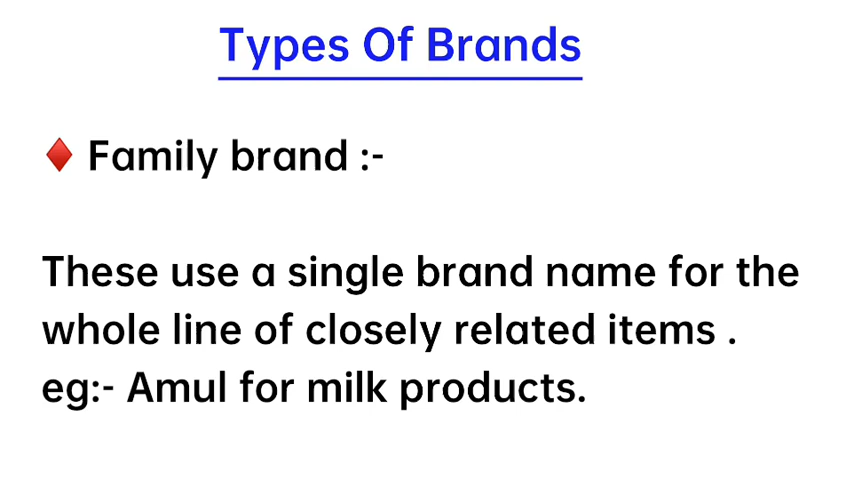 Types Of Brands
♦ Family brand :-
These use a single brand name for the
whole line of closely related items .
eg:- Amul for milk products.